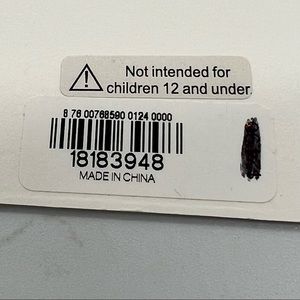 Not intended for
children 12 and under
8 76 00768590 0124 0000
18183948
MADE IN CHINA